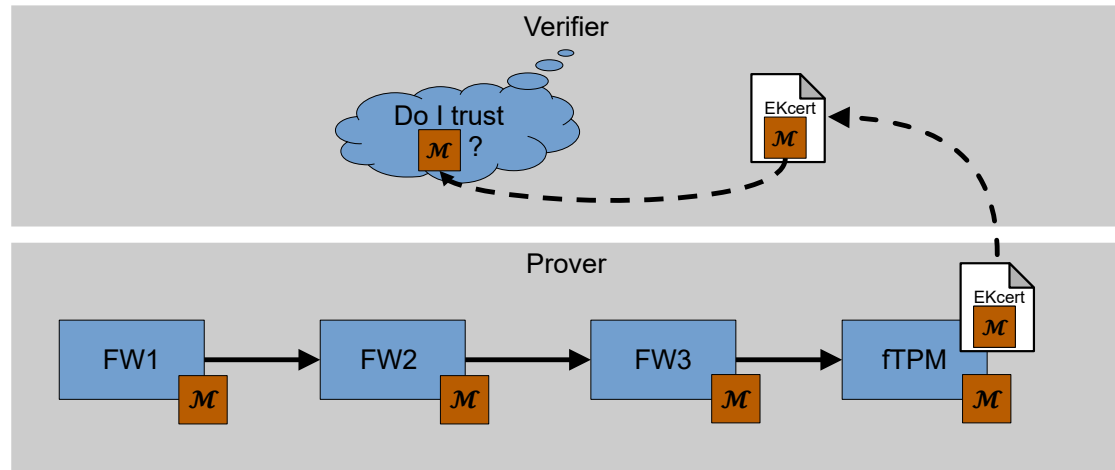 Verifier
Do I trust
ℳ ?
EKcert
ℳ
Prover
EKcert
ℳ
FW1
ℳ
FW2
ℳ
FW3
ℳ
fTPM
ℳ